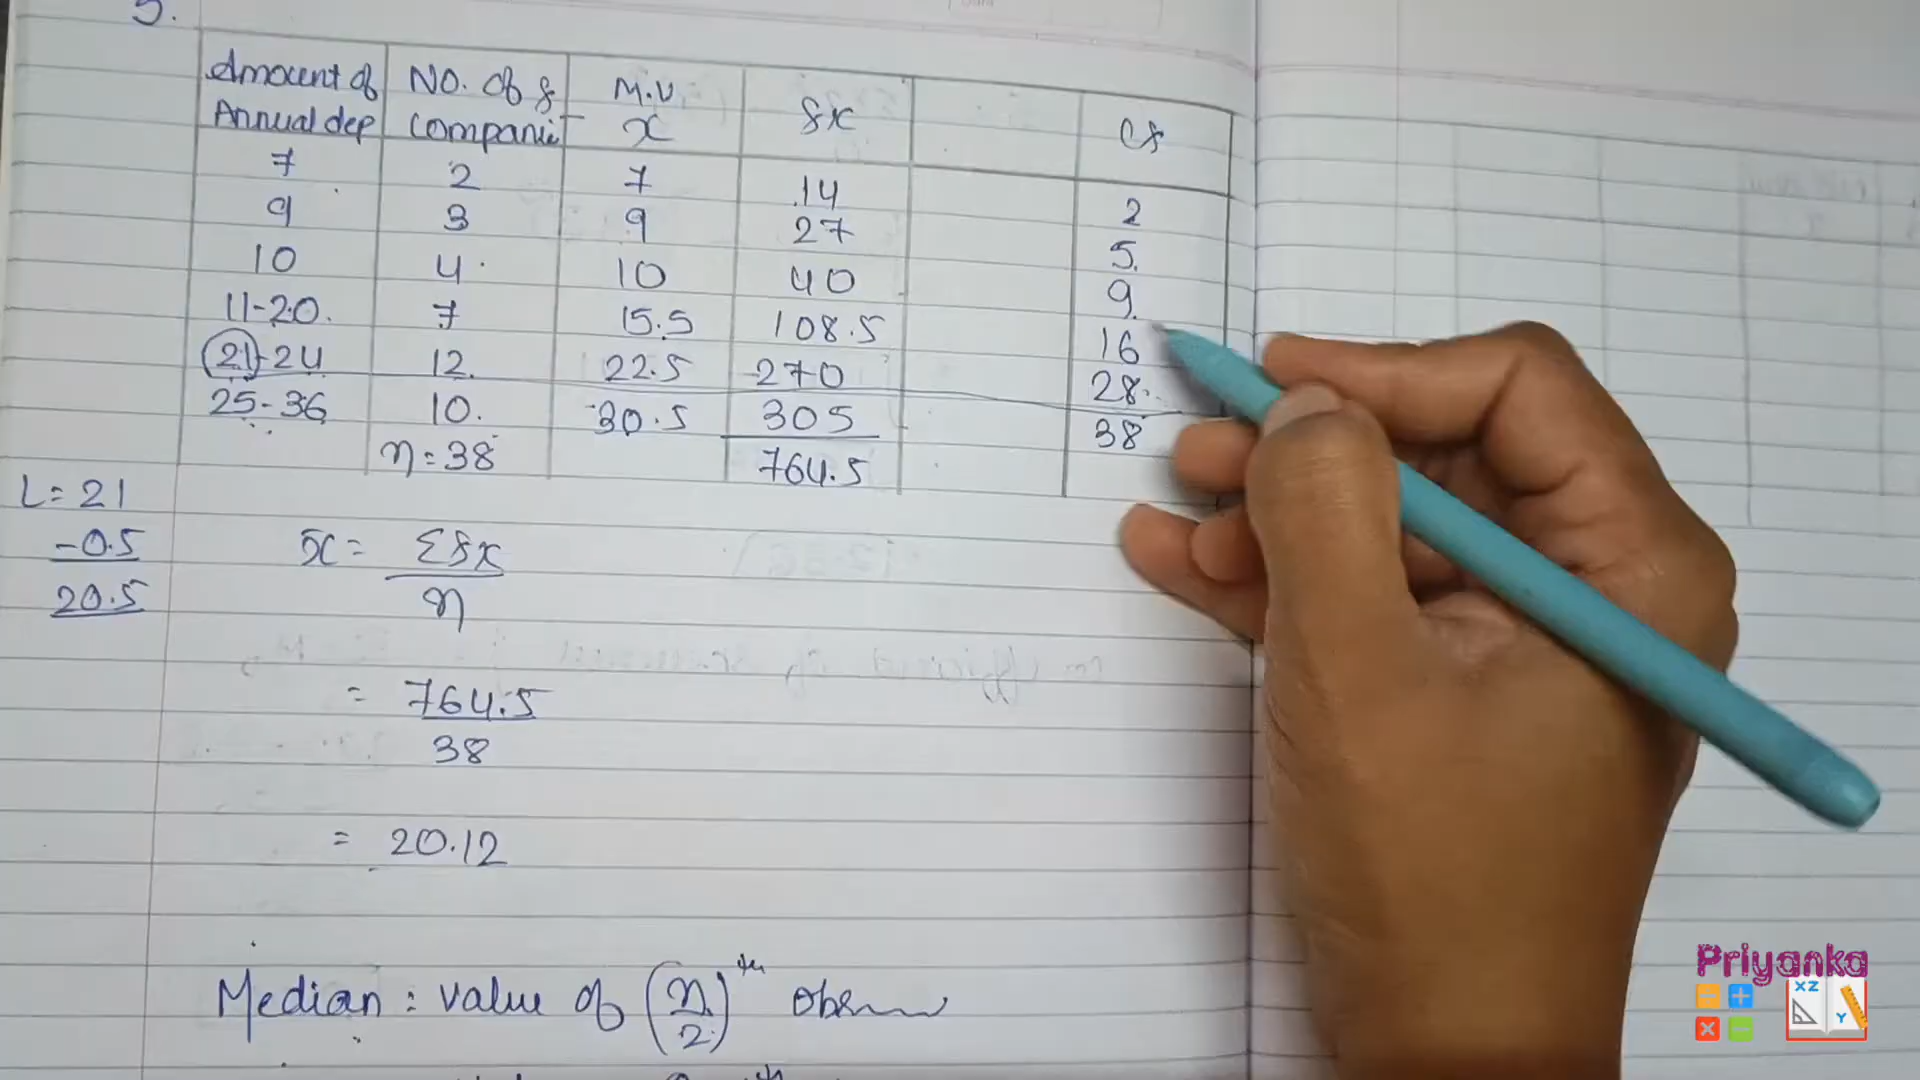 5.
Amount of Annual dep | No. of f companies | M.V. x | fx | | cf
7 | 2 | 7 | 14 | | 2
9 | 3 | 9 | 27 | | 5
10 | 4 | 10 | 40 | | 9
11-20 | 7 | 15.5 | 108.5 | | 16
21-24 | 12 | 22.5 | 270 | | 28
25-36 | 10 | 30.5 | 305 | | 38
n = 38 | 764.5
L = 21
-0.5
20.5
x̄ = Σfx / n
= 764.5 / 38
= 20.12
Median : value of (n/2)th obser
Priyanka
XZ
Y